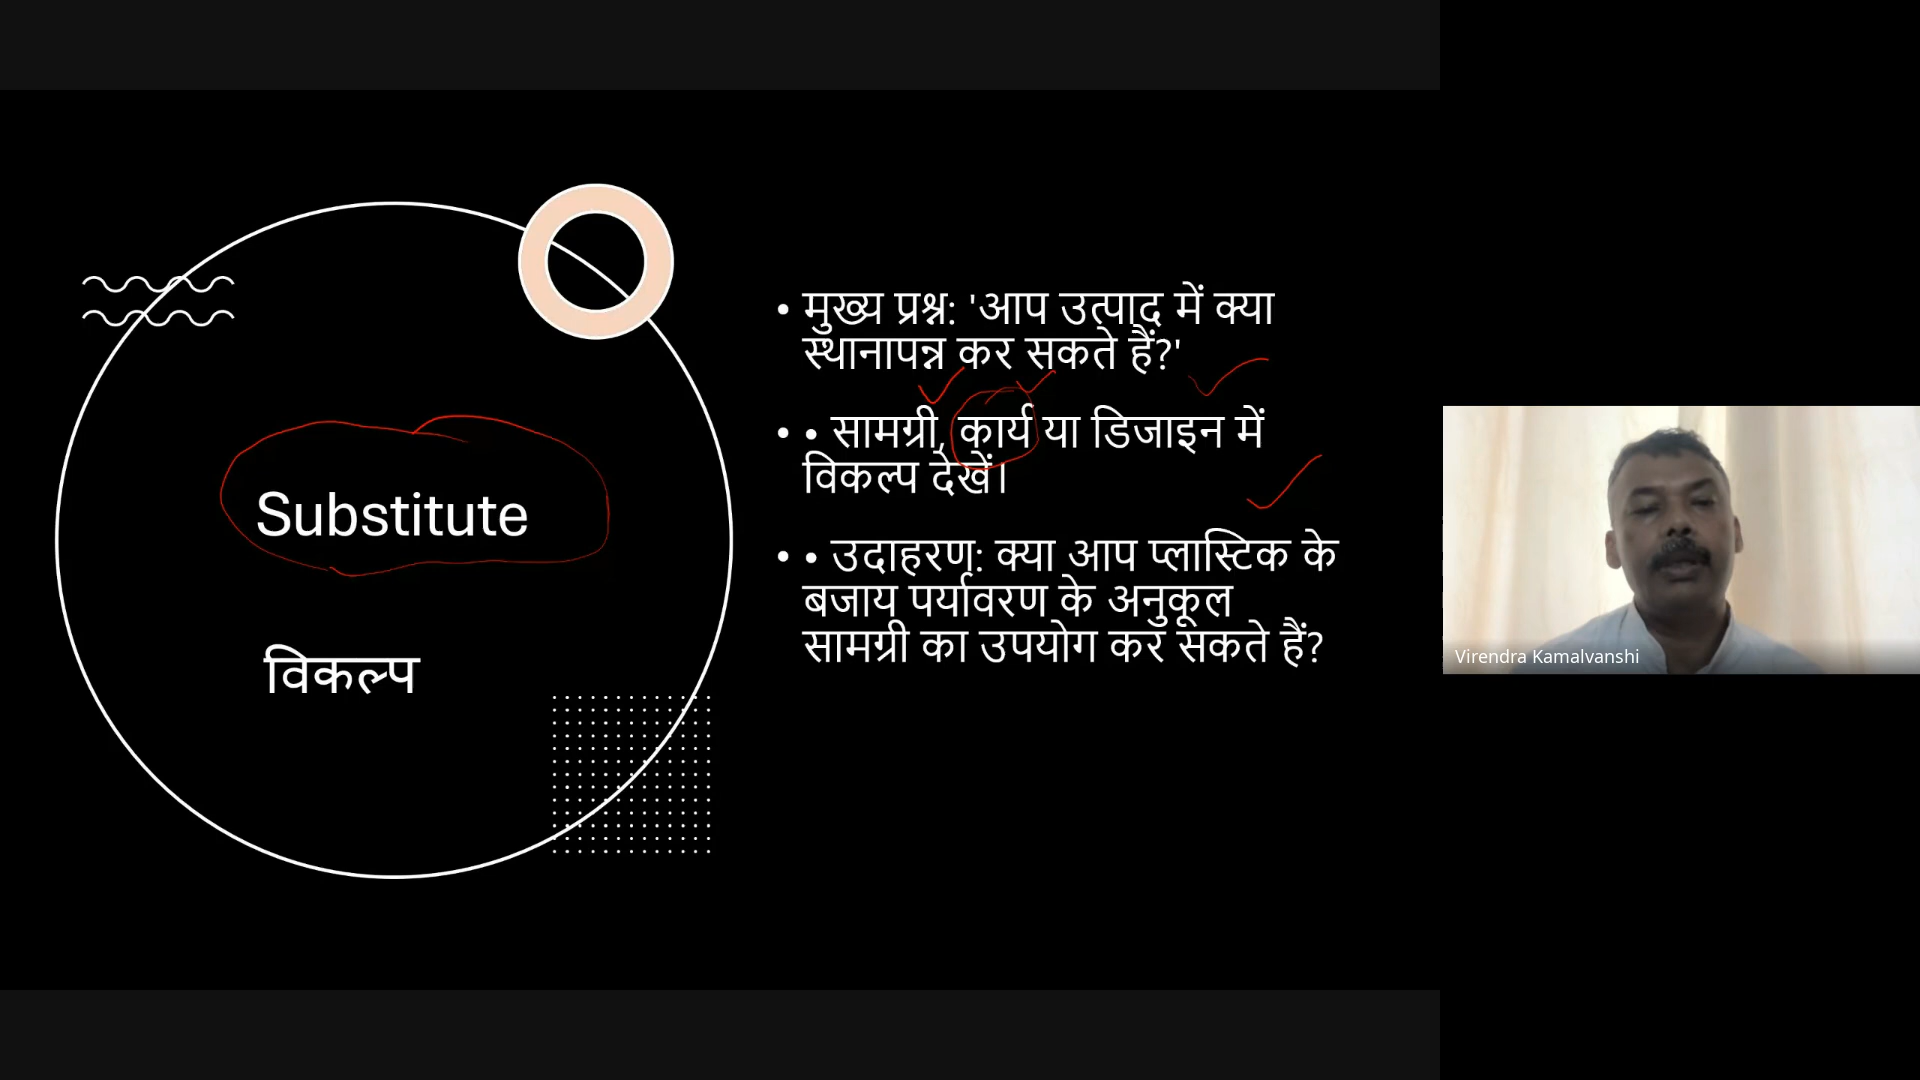 Substitute
विकल्प
• मुख्य प्रश्न: 'आप उत्पाद में क्या
स्थानापन्न कर सकते हैं?'
• • सामग्री, कार्य या डिजाइन में
विकल्प देखें।
• • उदाहरण: क्या आप प्लास्टिक के
बजाय पर्यावरण के अनुकूल
सामग्री का उपयोग कर सकते हैं?
Virendra Kamalvanshi